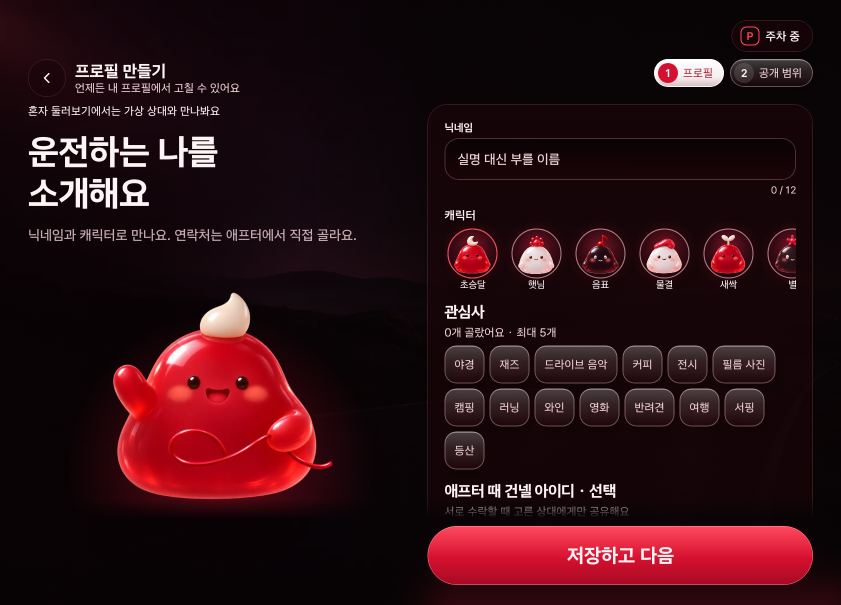 P 주차 중
프로필 만들기
언제든 내 프로필에서 고칠 수 있어요
1 프로필
2 공개 범위
혼자 둘러보기에서는 가상 상대와 만나봐요
운전하는 나를
소개해요
닉네임과 캐릭터로 만나요. 연락처는 애프터에서 직접 골라요.
닉네임
실명 대신 부를 이름
0 / 12
캐릭터
초승달 햇님 음표 물결 새싹 별
관심사
0개 골랐어요 · 최대 5개
야경 재즈 드라이브 음악 커피 전시 필름 사진
캠핑 러닝 와인 영화 반려견 여행 서핑
등산
애프터 때 건넬 아이디 · 선택
서로 수락할 때 고른 상대에게만 공유해요
저장하고 다음